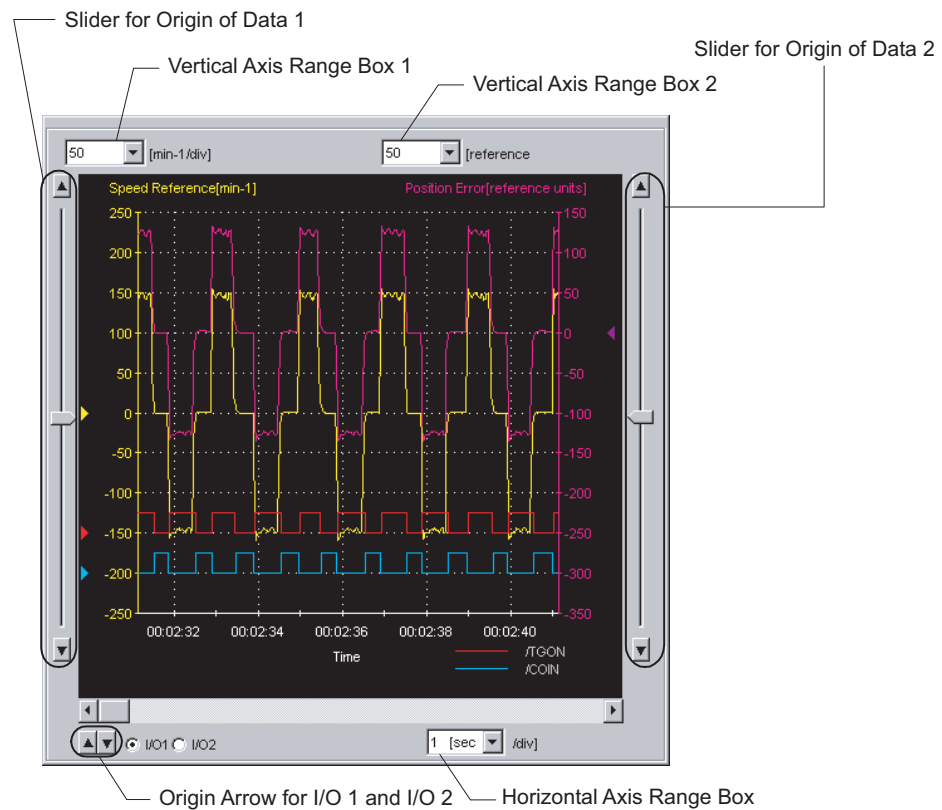 Slider for Origin of Data 1
Slider for Origin of Data 2
Vertical Axis Range Box 1
Vertical Axis Range Box 2
50 [min-1/div]
50 [reference
Speed Reference[min-1]
Position Error[reference units]
250 150
200 100
150 50
100 0
50 -50
0 -100
-50 -150
-100 -200
-150 -250
-200 -300
-250 -350
00:02:32 00:02:34 00:02:36 00:02:38 00:02:40
Time
/TGON
/COIN
I/O1 I/O2
1 [sec /div]
Origin Arrow for I/O 1 and I/O 2
Horizontal Axis Range Box